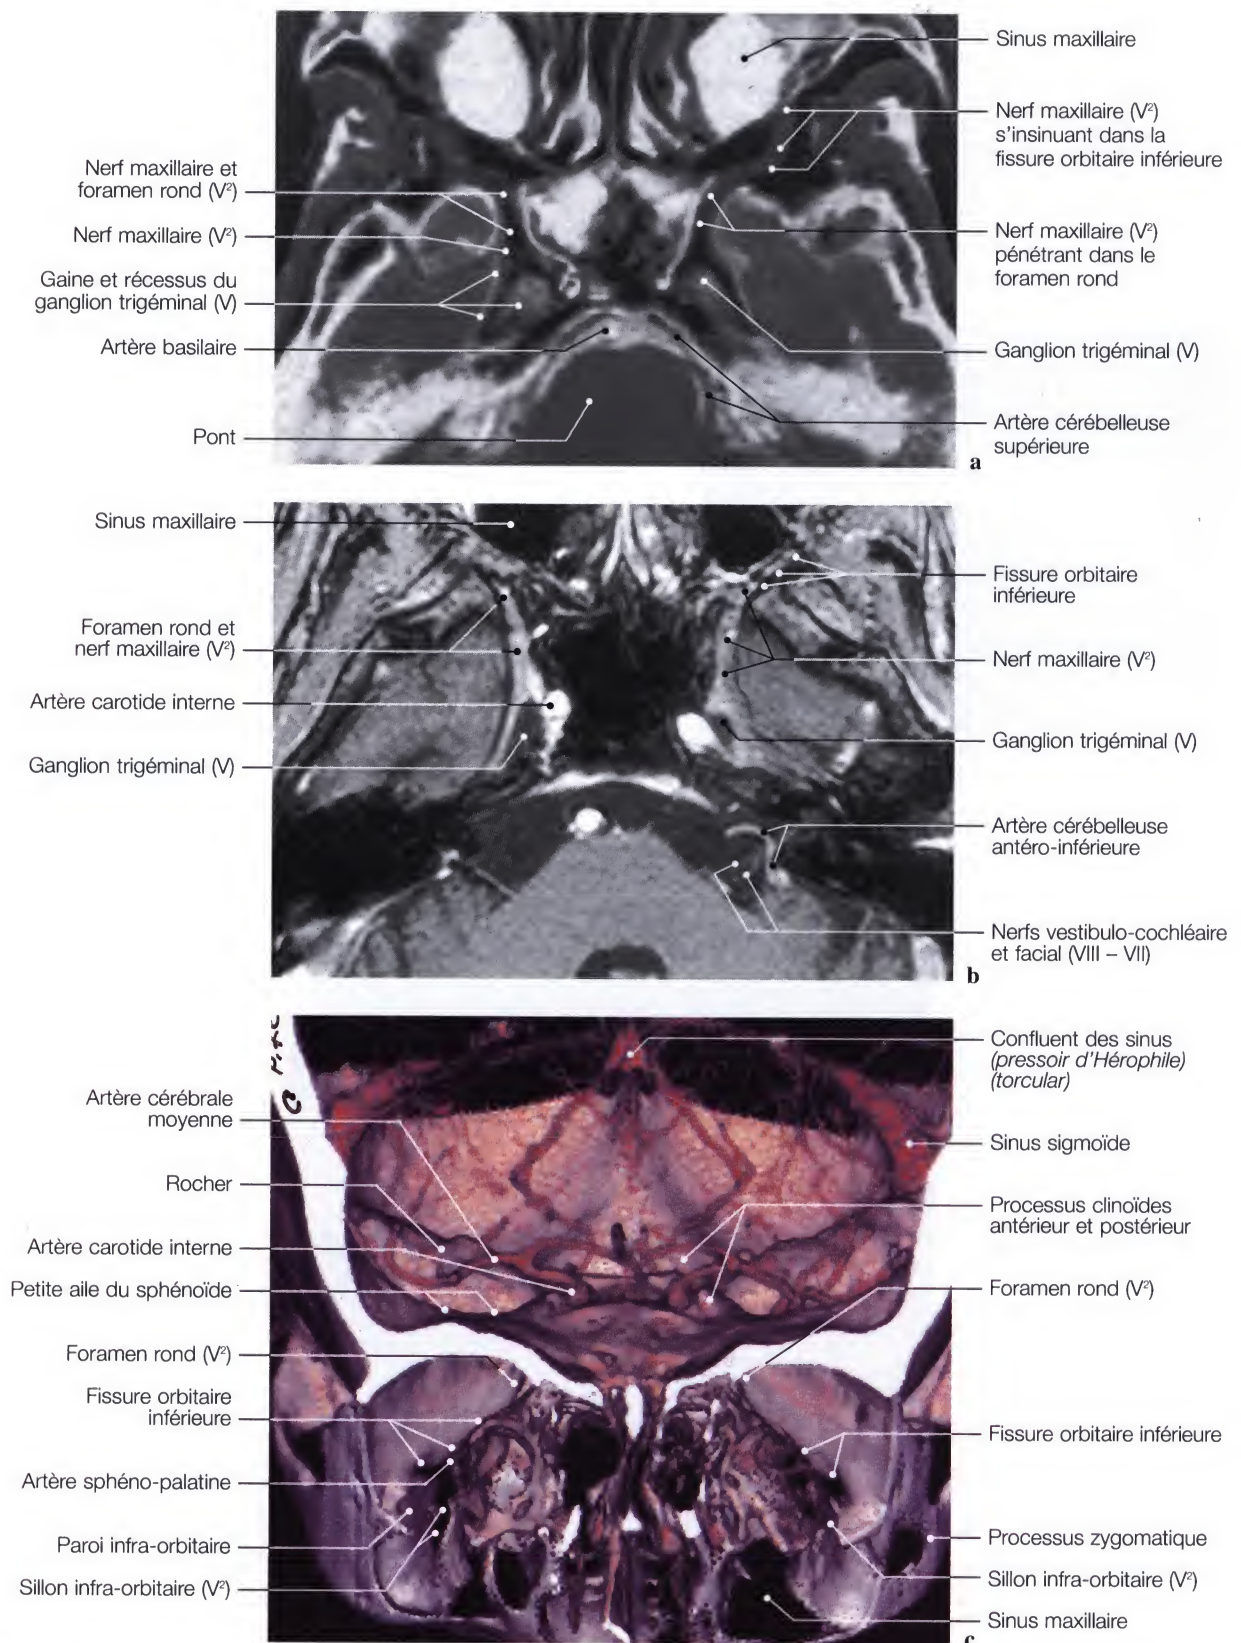 Sinus maxillaire
Nerf maxillaire (V²)
s'insinuant dans la
fissure orbitaire inférieure
Nerf maxillaire et
foramen rond (V²)
Nerf maxillaire (V²)
Gaine et récessus du
ganglion trigéminal (V)
Artère basilaire
Pont
Nerf maxillaire (V²)
pénétrant dans le
foramen rond
Ganglion trigéminal (V)
Artère cérébelleuse
supérieure
a
Sinus maxillaire
Foramen rond et
nerf maxillaire (V²)
Artère carotide interne
Ganglion trigéminal (V)
Fissure orbitaire
inférieure
Nerf maxillaire (V²)
Ganglion trigéminal (V)
Artère cérébelleuse
antéro-inférieure
Nerfs vestibulo-cochléaire
et facial (VIII – VII)
b
Artère cérébrale
moyenne
Rocher
Artère carotide interne
Petite aile du sphénoïde
Foramen rond (V²)
Fissure orbitaire
inférieure
Artère sphéno-palatine
Paroi infra-orbitaire
Sillon infra-orbitaire (V²)
Confluent des sinus
(pressoir d'Hérophile)
(torcular)
Sinus sigmoïde
Processus clinoïdes
antérieur et postérieur
Foramen rond (V²)
Fissure orbitaire inférieure
Processus zygomatique
Sillon infra-orbitaire (V²)
Sinus maxillaire
c